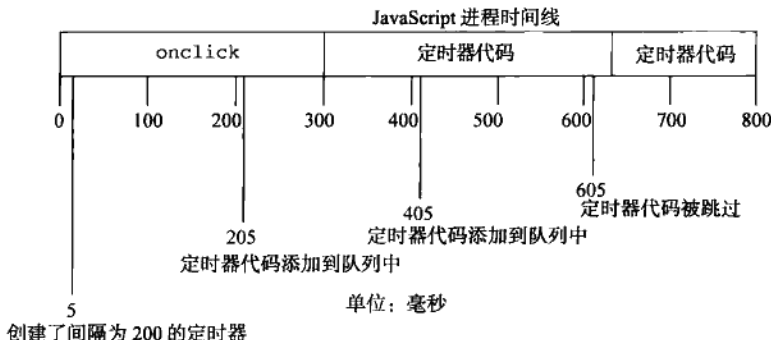 JavaScript 进程时间线
onclick
定时器代码
定时器代码
0
100
200
300
400
500
600
700
800
605
定时器代码被跳过
405
定时器代码添加到队列中
205
定时器代码添加到队列中
5
创建了间隔为 200 的定时器
单位：毫秒